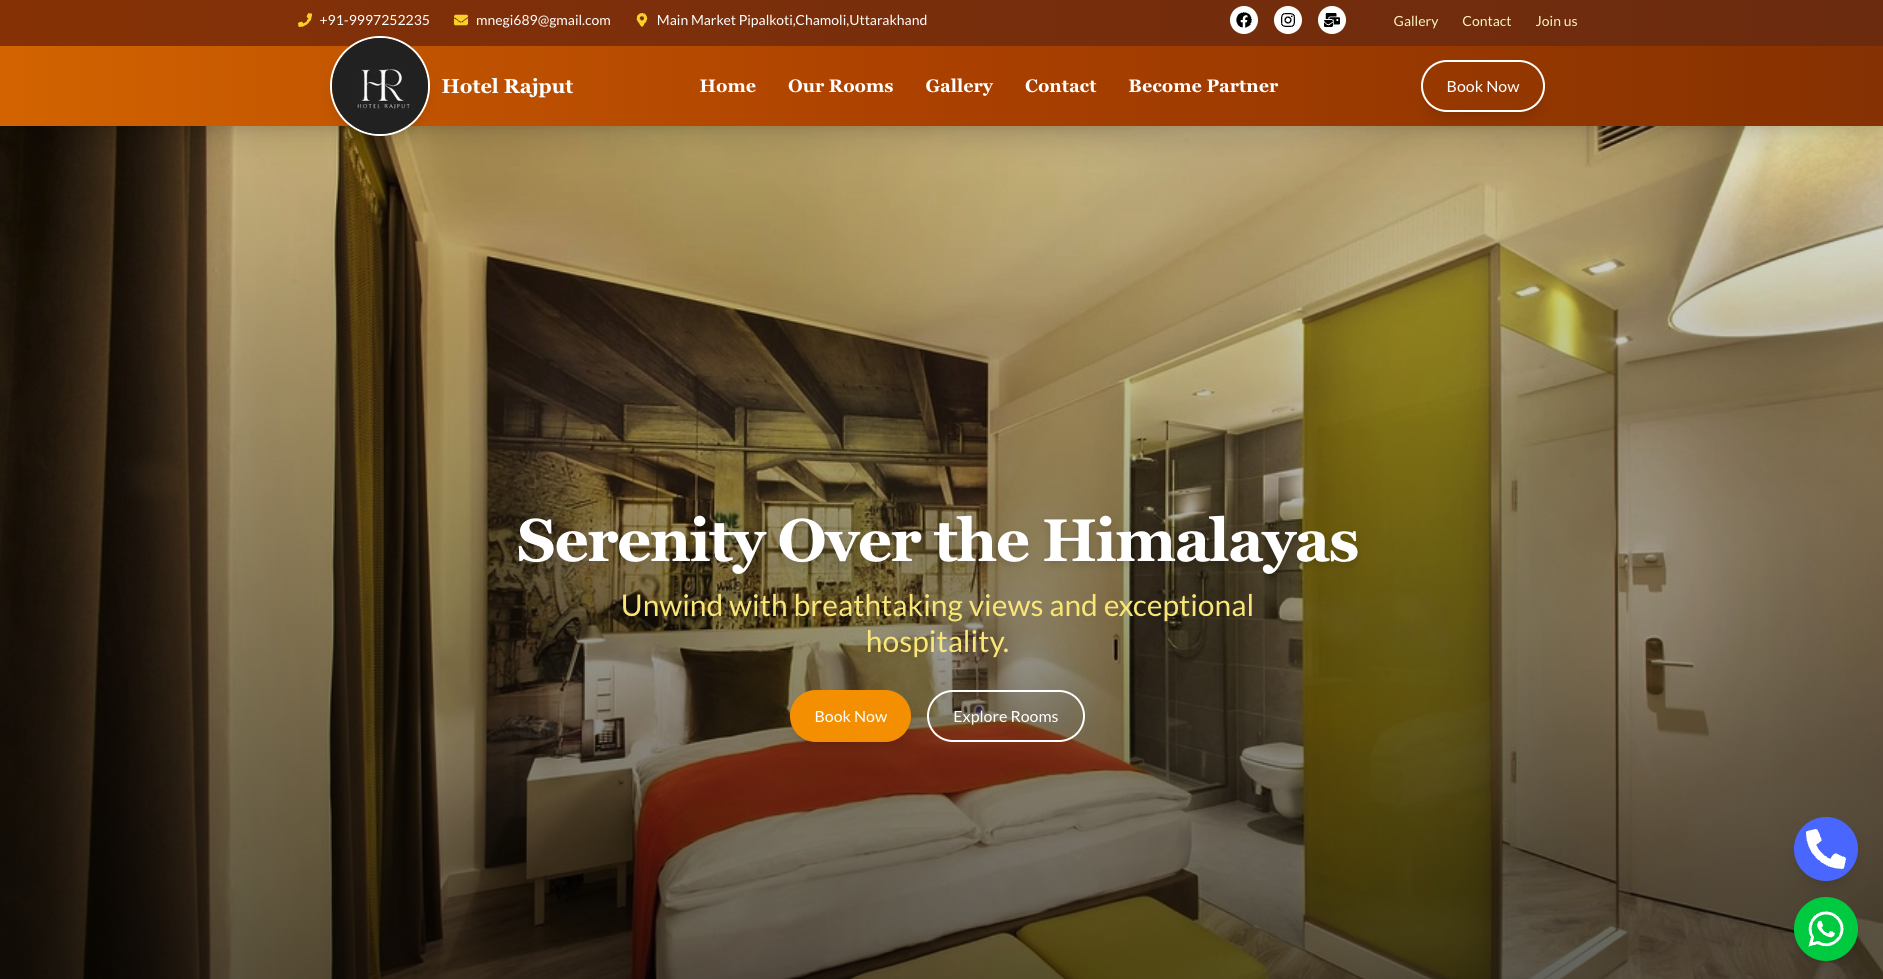 +91-9997252235 mnegi689@gmail.com Main Market Pipalkoti,Chamoli,Uttarakhand Gallery Contact Join us
HR
HOTEL RAJPUT
Hotel Rajput Home Our Rooms Gallery Contact Become Partner Book Now
Serenity Over the Himalayas
Unwind with breathtaking views and exceptional
hospitality.
Book Now Explore Rooms